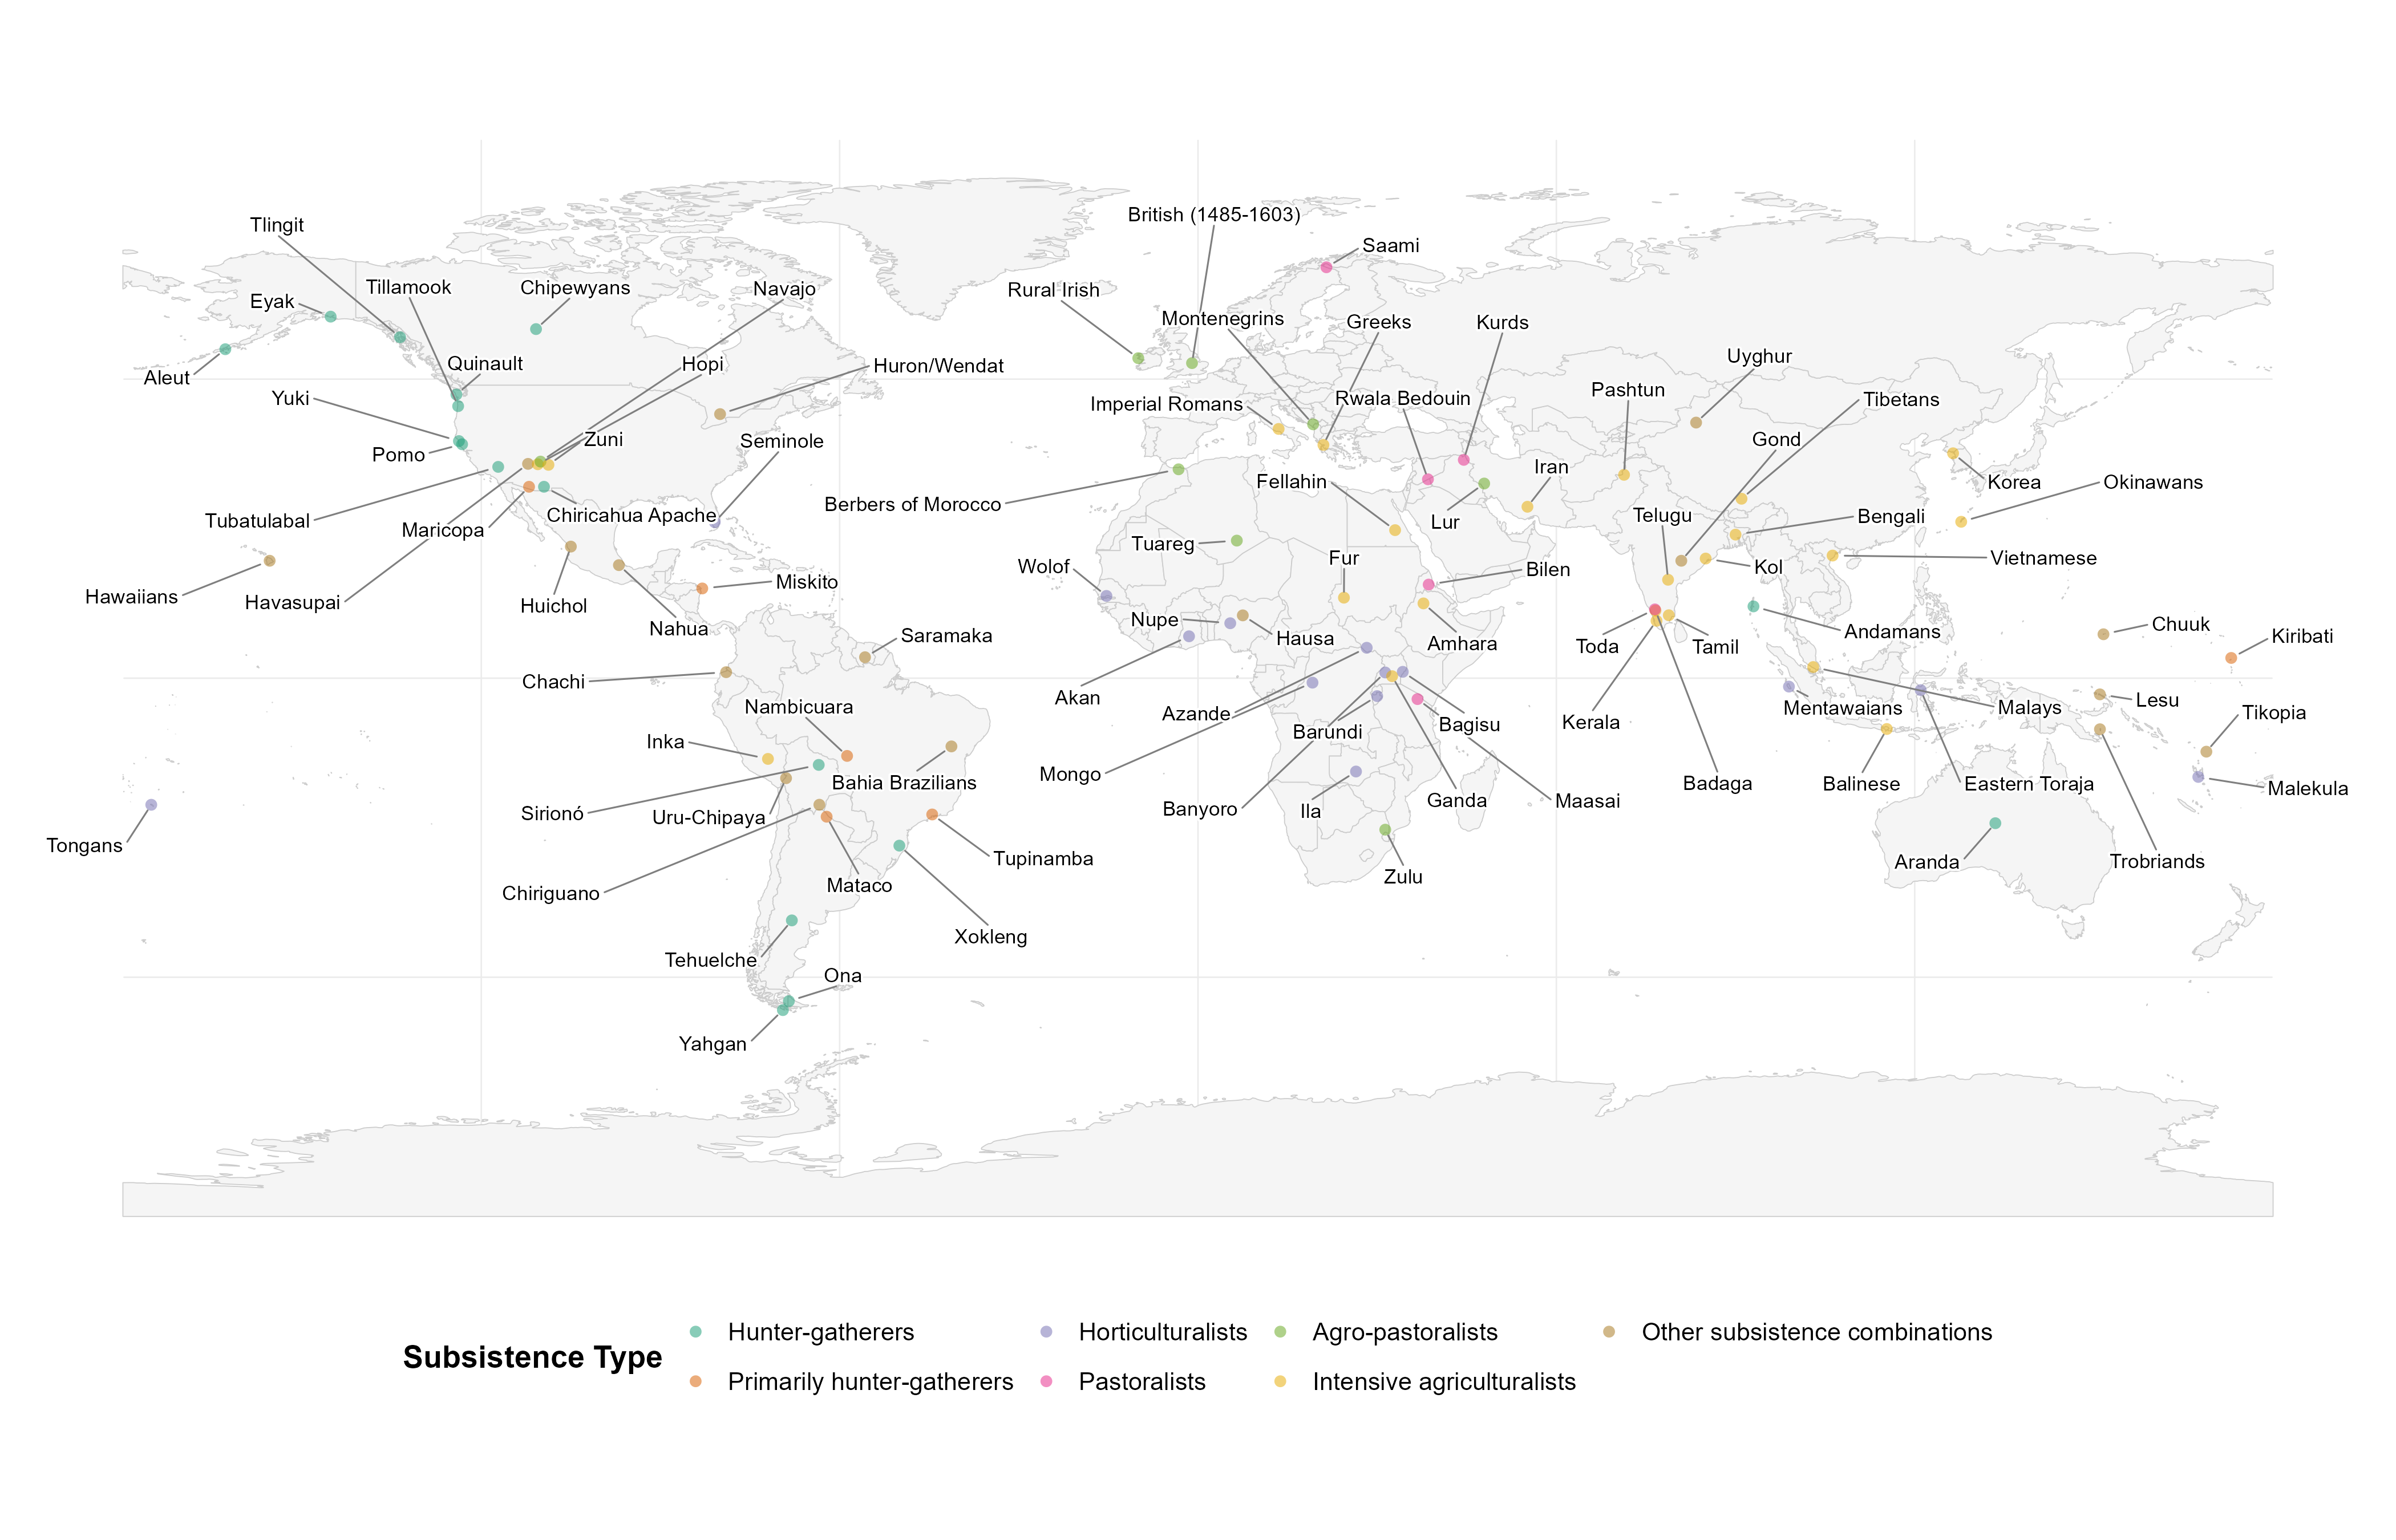 British (1485-1603)
Tlingit
Saami
Tillamook
Chipewyans
Navajo
Rural Irish
Eyak
Montenegrins
Greeks
Kurds
Uyghur
Quinault
Hopi
Huron/Wendat
Aleut
Pashtun
Yuki
Imperial Romans
Rwala Bedouin
Tibetans
Zuni
Seminole
Gond
Pomo
Iran
Fellahin
Korea
Okinawans
Berbers of Morocco
Tubatulabal
Chiricahua Apache
Lur
Telugu
Bengali
Maricopa
Tuareg
Fur
Vietnamese
Wolof
Bilen
Kol
Miskito
Hawaiians
Havasupai
Huichol
Nahua
Nupe
Hausa
Chuuk
Andamans
Kiribati
Saramaka
Amhara
Toda
Tamil
Chachi
Akan
Lesu
Nambicuara
Mentawaians
Malays
Azande
Tikopia
Kerala
Bagisu
Barundi
Inka
Mongo
Bahia Brazilians
Badaga
Balinese
Eastern Toraja
Malekula
Ganda
Maasai
Banyoro
Ila
Sirionó
Uru-Chipaya
Tongans
Tupinamba
Aranda
Trobriands
Zulu
Mataco
Chiriguano
Xokleng
Tehuelche
Ona
Yahgan
Subsistence Type
Hunter-gatherers
Primarily hunter-gatherers
Horticulturalists
Pastoralists
Agro-pastoralists
Intensive agriculturalists
Other subsistence combinations